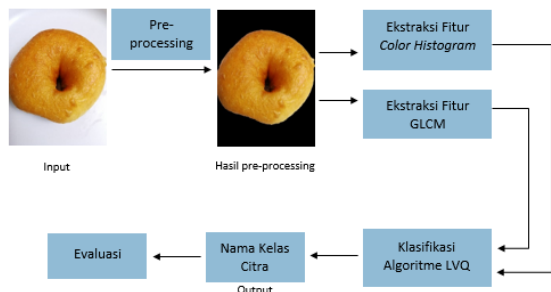 Pre-
processing
Ekstraksi Fitur
Color Histogram
Ekstraksi Fitur
GLCM
Input
Hasil pre-processing
Evaluasi
Nama Kelas
Citra
Output
Klasifikasi
Algoritme LVQ